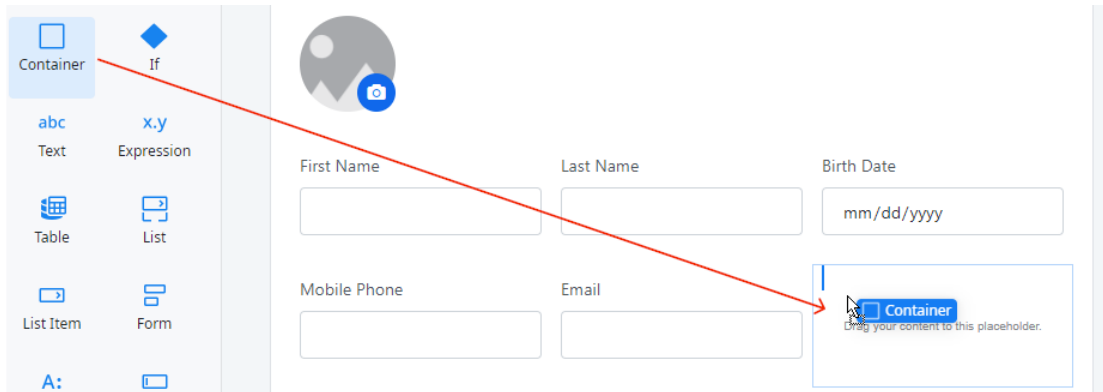 Container
If
abc
x.y
Text
Expression
Table
List
List Item
Form
A:
First Name
Last Name
Birth Date
mm/dd/yyyy
Mobile Phone
Email
Container
Drag your content to this placeholder.